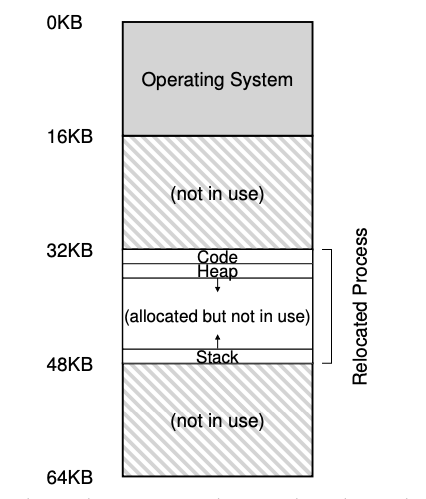 0KB
Operating System
16KB
(not in use)
32KB
Code
Heap
(allocated but not in use)
Relocated Process
Stack
48KB
(not in use)
64KB